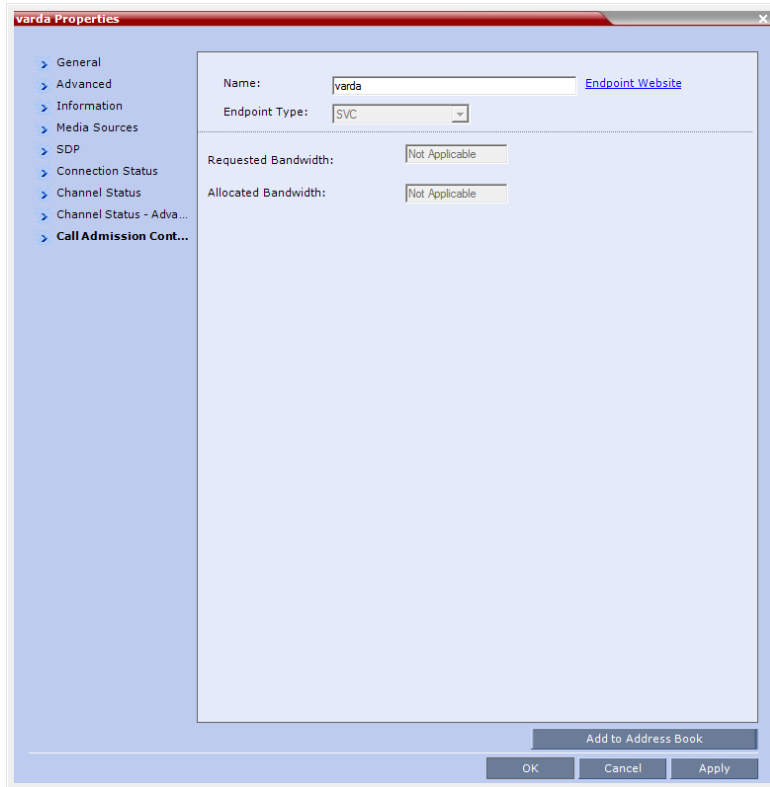 varda Properties
General
Advanced
Information
Media Sources
SDP
Connection Status
Channel Status
Channel Status - Adva...
Call Admission Cont...
Name: varda Endpoint Website
Endpoint Type: SVC
Requested Bandwidth: Not Applicable
Allocated Bandwidth: Not Applicable
Add to Address Book
OK Cancel Apply